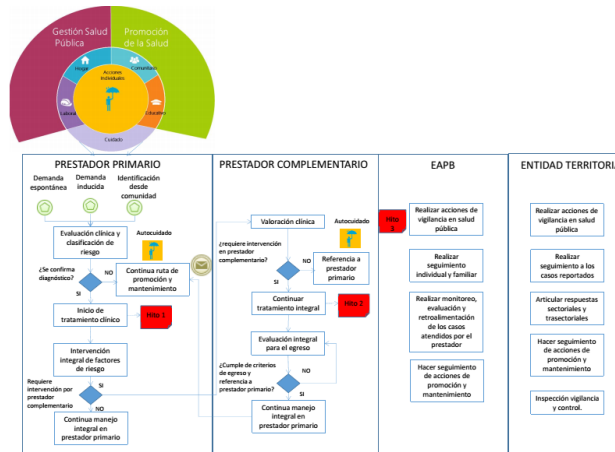 Gestión Salud
Pública
Promoción
de la Salud
Hogar
Comunitario
Acciones
Individuales
Laboral
Educativo
Cuidado
PRESTADOR PRIMARIO
Demanda
espontánea
Demanda
inducida
Identificación
desde
comunidad
Evaluación clínica y
clasificación de
riesgo
Autocuidado
¿Se confirma
diagnóstico?
NO
Continua ruta de
promoción y
mantenimiento
SI
Inicio de
tratamiento clínico
Hito 1
Intervención
integral de factores
de riesgo
Requiere
intervención por
prestador
complementario
SI
NO
Continua manejo
integral en
prestador primario
PRESTADOR COMPLEMENTARIO
Valoración clínica
Autocuidado
¿requiere intervención en
prestador
complementario?
NO
Referencia a
prestador
primario
SI
Continuar
tratamiento integral
Hito 2
Evaluación integral
para el egreso
¿Cumple de criterios
de egreso y
referencia a
prestador primario?
NO
SI
Continua manejo
integral en
prestador primario
EAPB
Hito
Realizar acciones de
vigilancia en salud
pública
Realizar
seguimiento
individual y familiar
Realizar monitoreo,
evaluación y
retroalimentación de
los casos
atendidos por el
prestador
Hacer seguimiento
de acciones de
promoción y
mantenimiento
ENTIDAD TERRITORIA
Realizar acciones de
vigilancia en salud
pública
Realizar
seguimiento a los
casos reportados
Articular respuestas
sectoriales y
trasectoriales
Hacer seguimiento
de acciones de
promoción y
mantenimiento
Inspección vigilancia
y control.